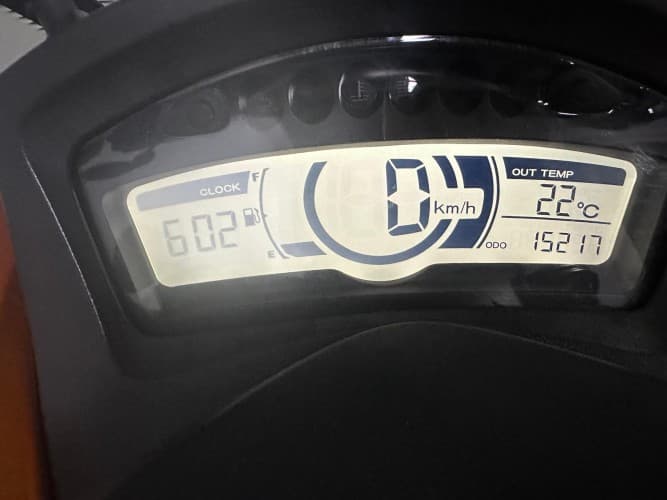 CLOCK
602
F
E
0 km/h
OUT TEMP
22°C
ODO 15217